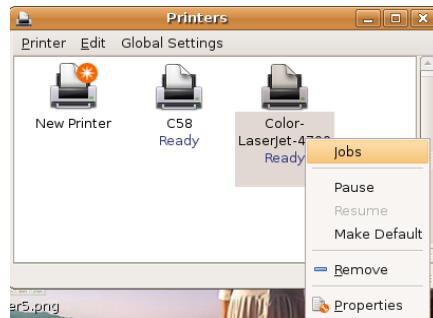 Printers
Printer Edit Global Settings
New Printer
C58
Ready
Color-
LaserJet-4700
Ready
Jobs
Pause
Resume
Make Default
Remove
Properties
er5.png